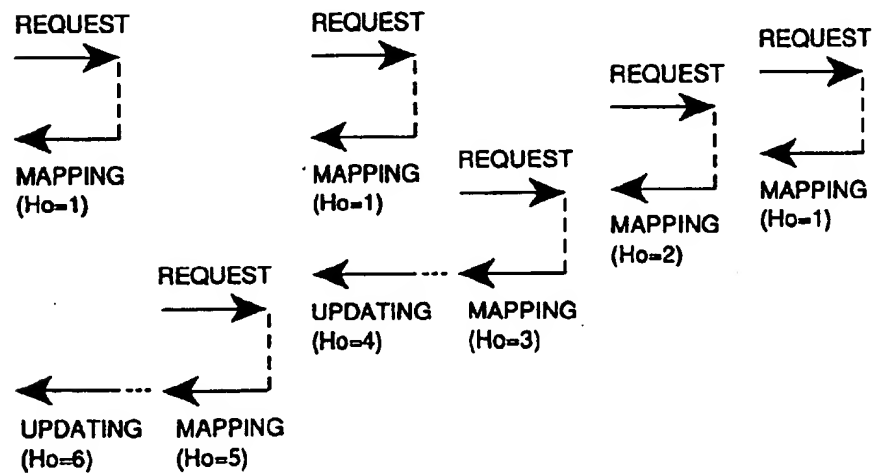 REQUEST
MAPPING
(Ho=1)
REQUEST
MAPPING
(Ho=1)
REQUEST
MAPPING
(Ho=2)
REQUEST
MAPPING
(Ho=1)
REQUEST
UPDATING
(Ho=4)
MAPPING
(Ho=3)
REQUEST
UPDATING
(Ho=6)
MAPPING
(Ho=5)